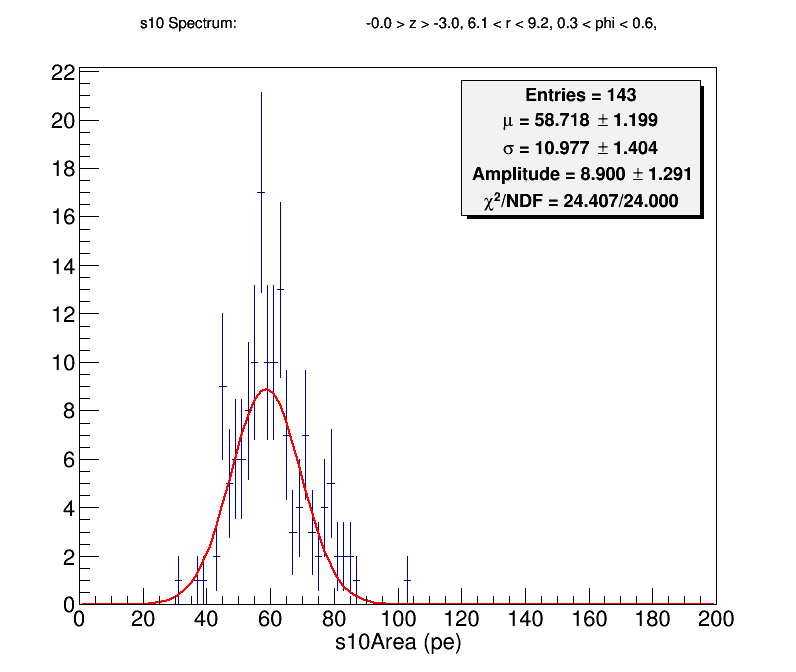 s10 Spectrum: -0.0 > z > -3.0, 6.1 < r < 9.2, 0.3 < phi < 0.6,
Entries = 143
μ = 58.718 ± 1.199
σ = 10.977 ± 1.404
Amplitude = 8.900 ± 1.291
χ²/NDF = 24.407/24.000
22
20
18
16
14
12
10
8
6
4
2
0
0 20 40 60 80 100 120 140 160 180 200
s10Area (pe)